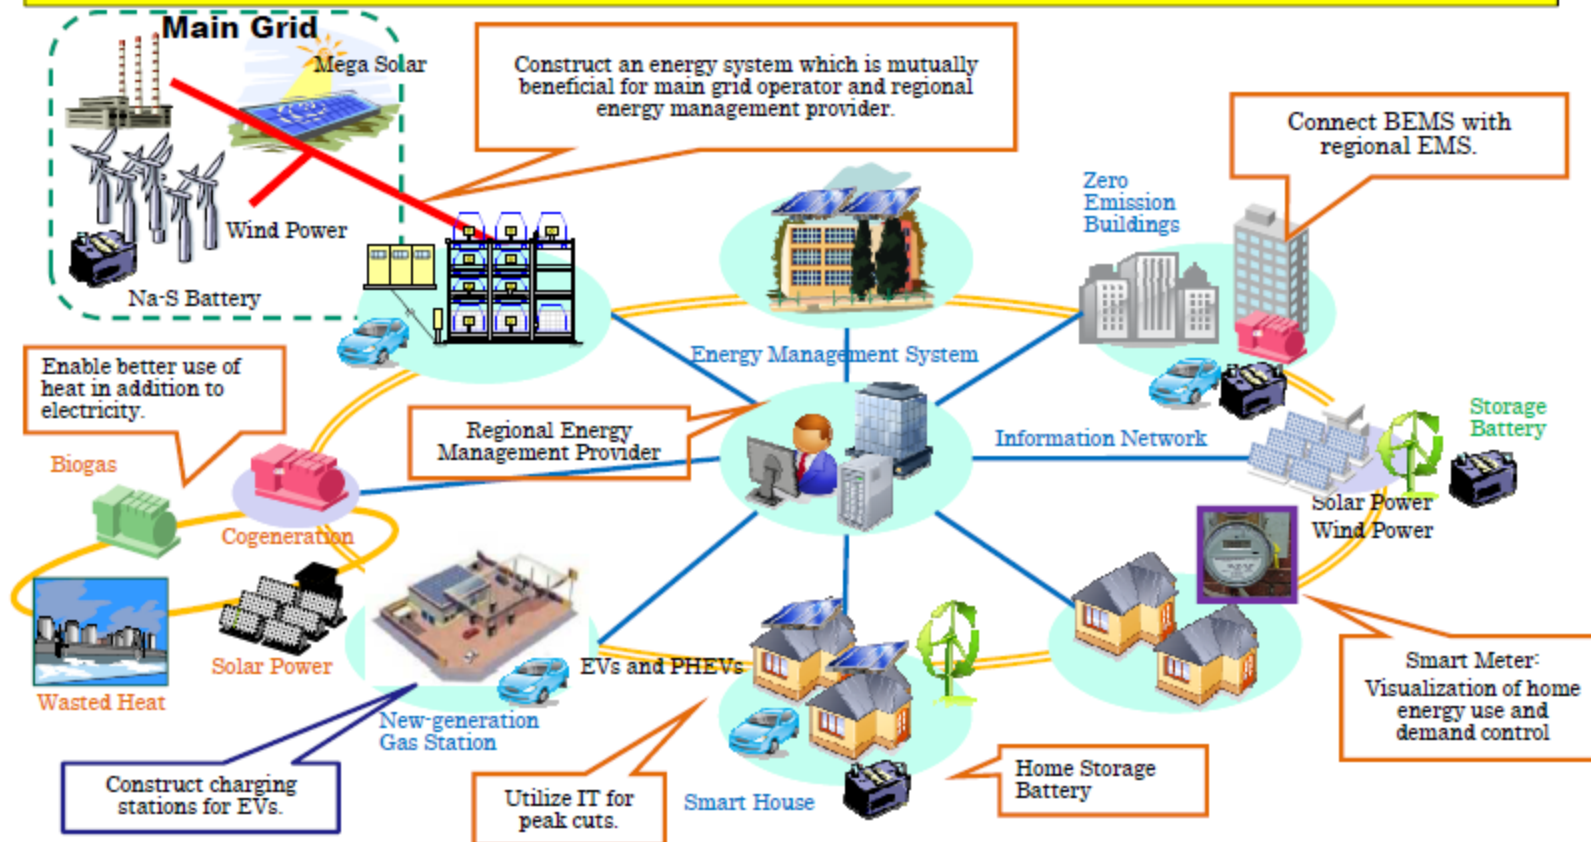 Main Grid
Mega Solar
Wind Power
Na-S Battery
Construct an energy system which is mutually
beneficial for main grid operator and regional
energy management provider.
Connect BEMS with
regional EMS.
Zero
Emission
Buildings
Energy Management System
Enable better use of
heat in addition to
electricity.
Regional Energy
Management Provider
Information Network
Storage
Battery
Biogas
Cogeneration
Solar Power
Wind Power
Wasted Heat
Solar Power
EVs and PHEVs
New-generation
Gas Station
Smart Meter:
Visualization of home
energy use and
demand control
Construct charging
stations for EVs.
Utilize IT for
peak cuts.
Smart House
Home Storage
Battery